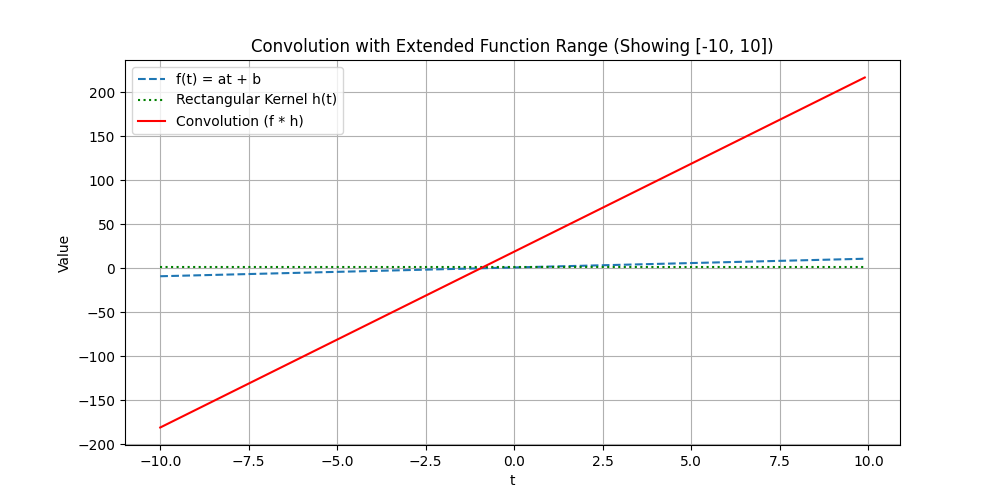 Convolution with Extended Function Range (Showing [-10, 10])
f(t) = at + b
Rectangular Kernel h(t)
Convolution (f * h)
Value
200
150
100
50
0
−50
−100
−150
−200
−10.0 −7.5 −5.0 −2.5 0.0 2.5 5.0 7.5 10.0
t